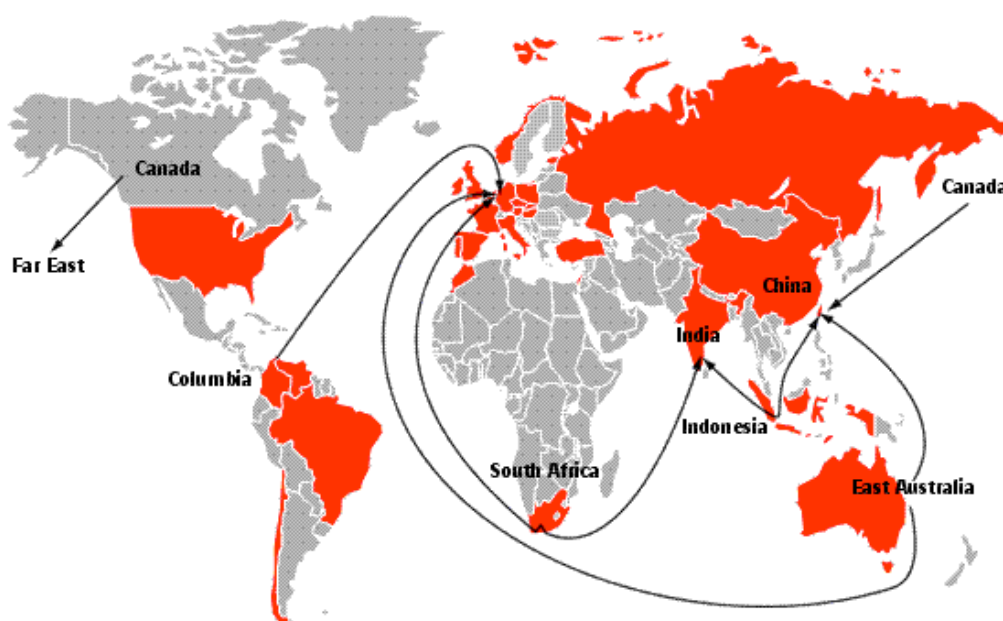 Canada
Canada
Far East
China
India
Columbia
Indonesia
South Africa
East Australia